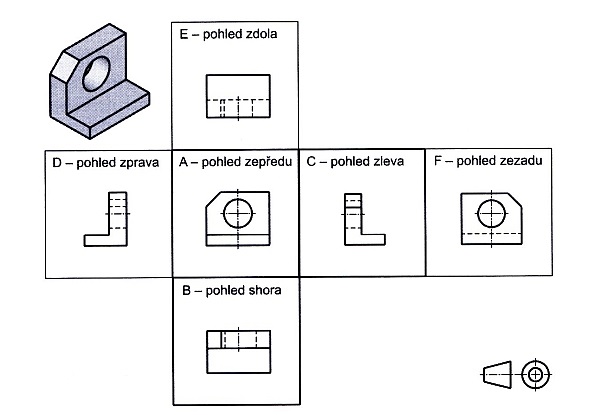 E – pohled zdola
D – pohled zprava
A – pohled zepředu
C – pohled zleva
F – pohled zezadu
B – pohled shora